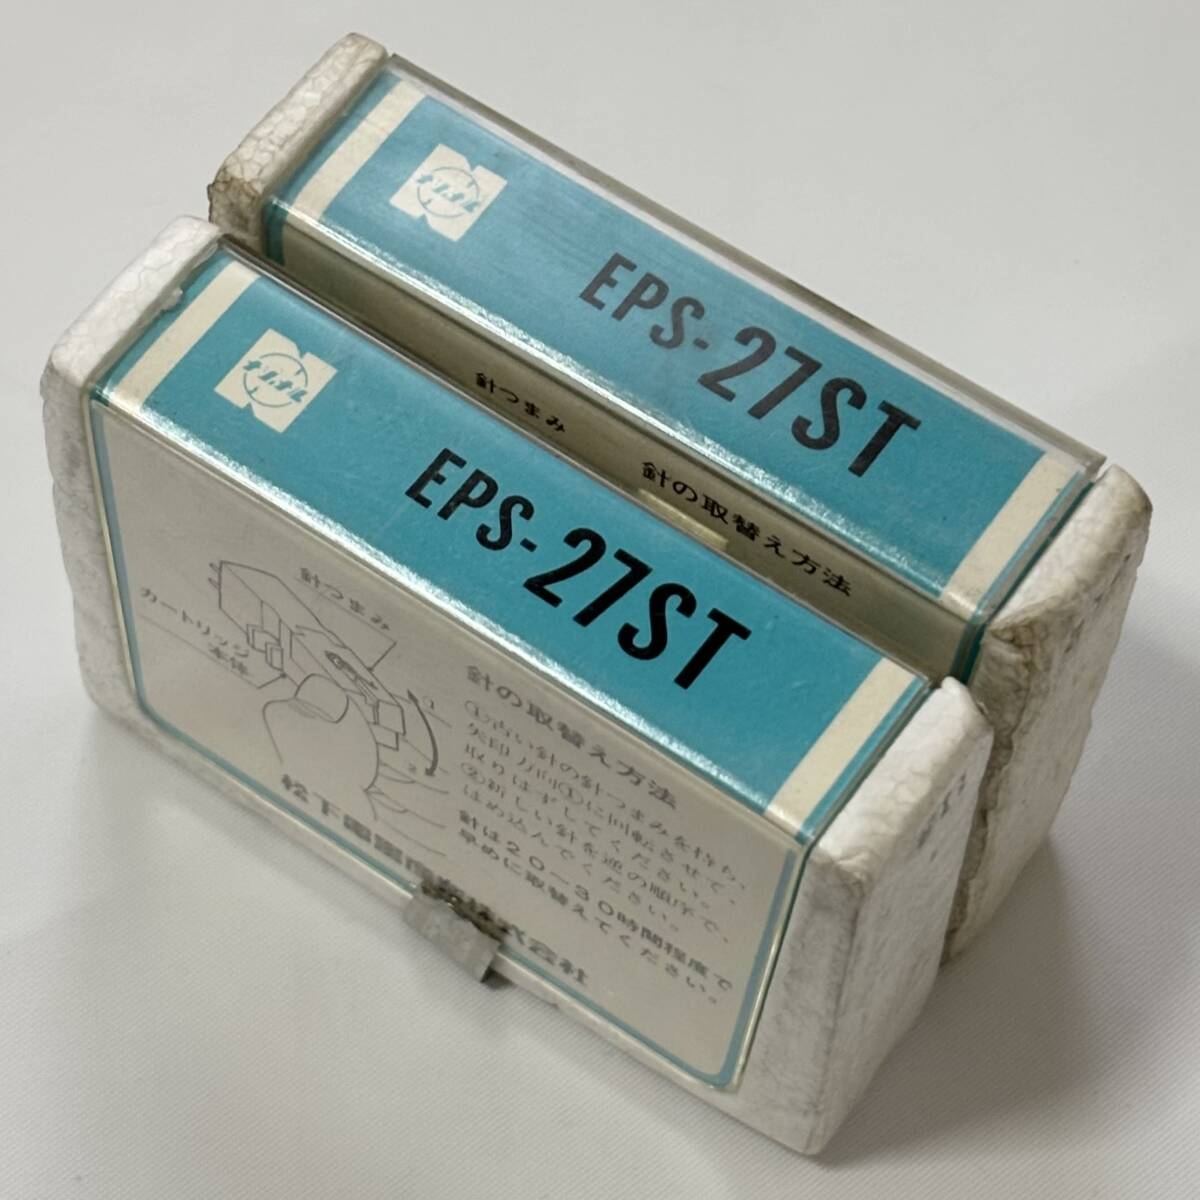 ナショナル
EPS-27ST
針つまみ
針の取替え方法
ナショナル
EPS-27ST
針つまみ
カートリッジ
本体
1
2
針の取替え方法
①古い針の針つまみを持ち、
矢印方向①に回転させて
取りはずしてください。
②新しい針を逆の順序で、
はめ込んでください。
針は20~30時間程度で
早めに取替えてください。
松下電器産業株式会社